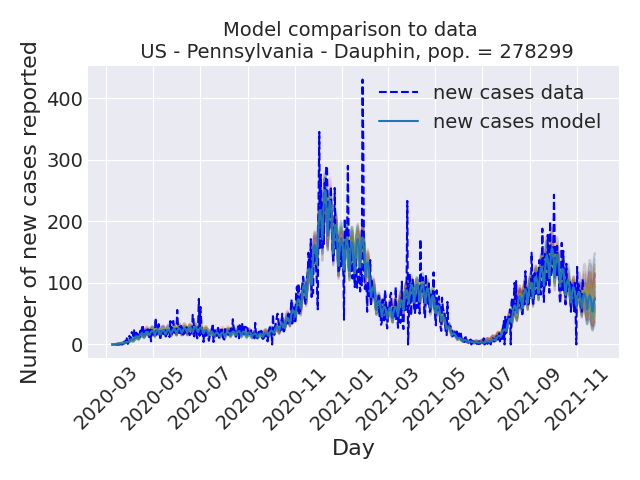 Model comparison to data
US - Pennsylvania - Dauphin, pop. = 278299
Number of new cases reported
400
300
200
100
0
new cases data
new cases model
2020-03
2020-05
2020-07
2020-09
2020-11
2021-01
2021-03
2021-05
2021-07
2021-09
2021-11
Day